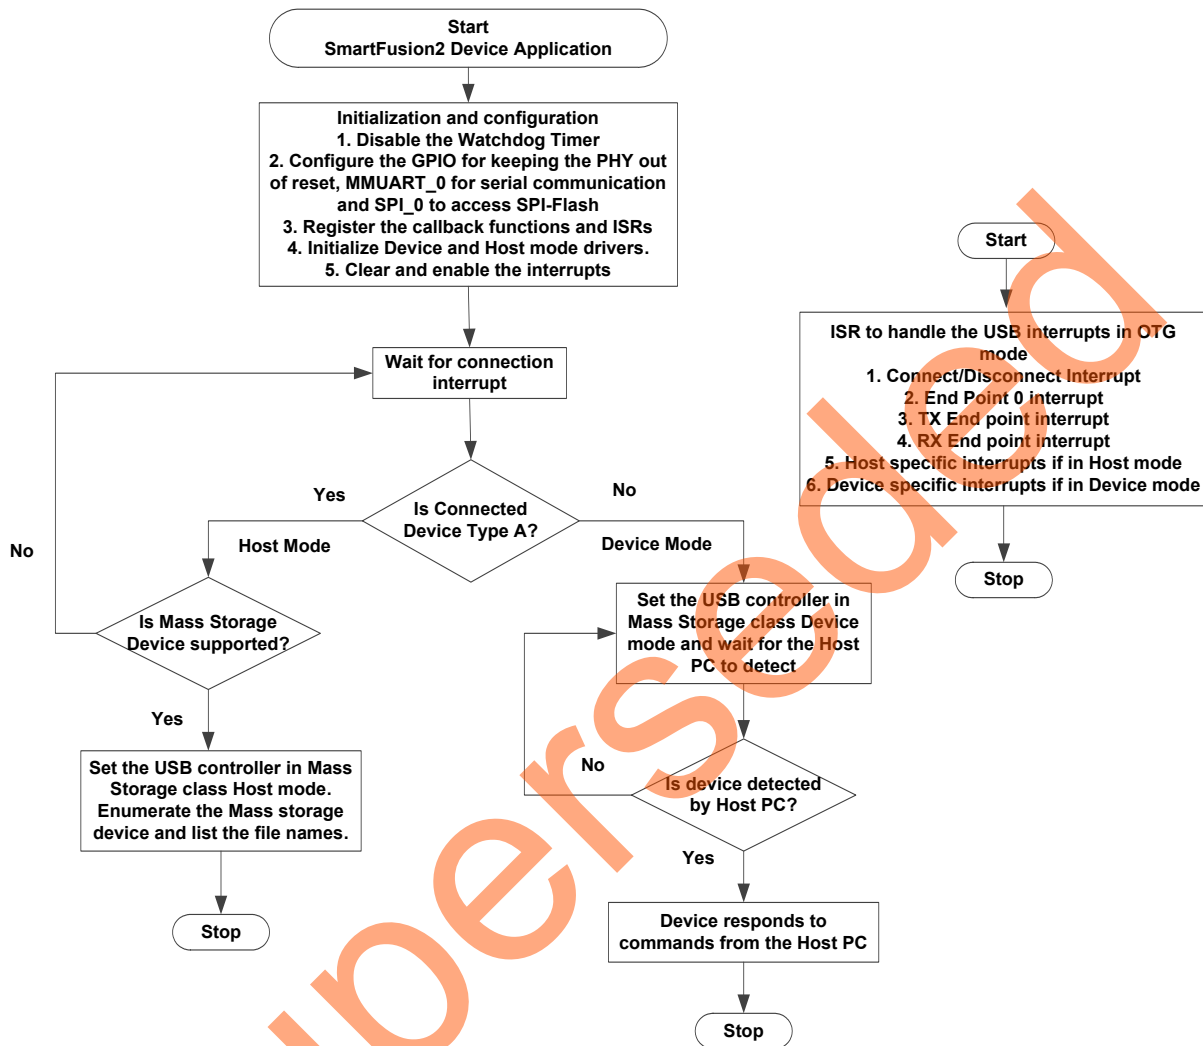 Start
SmartFusion2 Device Application
Initialization and configuration
1. Disable the Watchdog Timer
2. Configure the GPIO for keeping the PHY out
of reset, MMUART_0 for serial communication
and SPI_0 to access SPI-Flash
3. Register the callback functions and ISRs
4. Initialize Device and Host mode drivers.
5. Clear and enable the interrupts
Wait for connection
interrupt
Is Connected
Device Type A?
Yes
Host Mode
No
Device Mode
Is Mass Storage
Device supported?
No
Yes
Set the USB controller in Mass
Storage class Host mode.
Enumerate the Mass storage
device and list the file names.
Stop
Set the USB controller in
Mass Storage class Device
mode and wait for the Host
PC to detect
Is device detected
by Host PC?
No
Yes
Device responds to
commands from the Host PC
Stop
Start
ISR to handle the USB interrupts in OTG
mode
1. Connect/Disconnect Interrupt
2. End Point 0 interrupt
3. TX End point interrupt
4. RX End point interrupt
5. Host specific interrupts if in Host mode
6. Device specific interrupts if in Device mode
Stop
uperseded